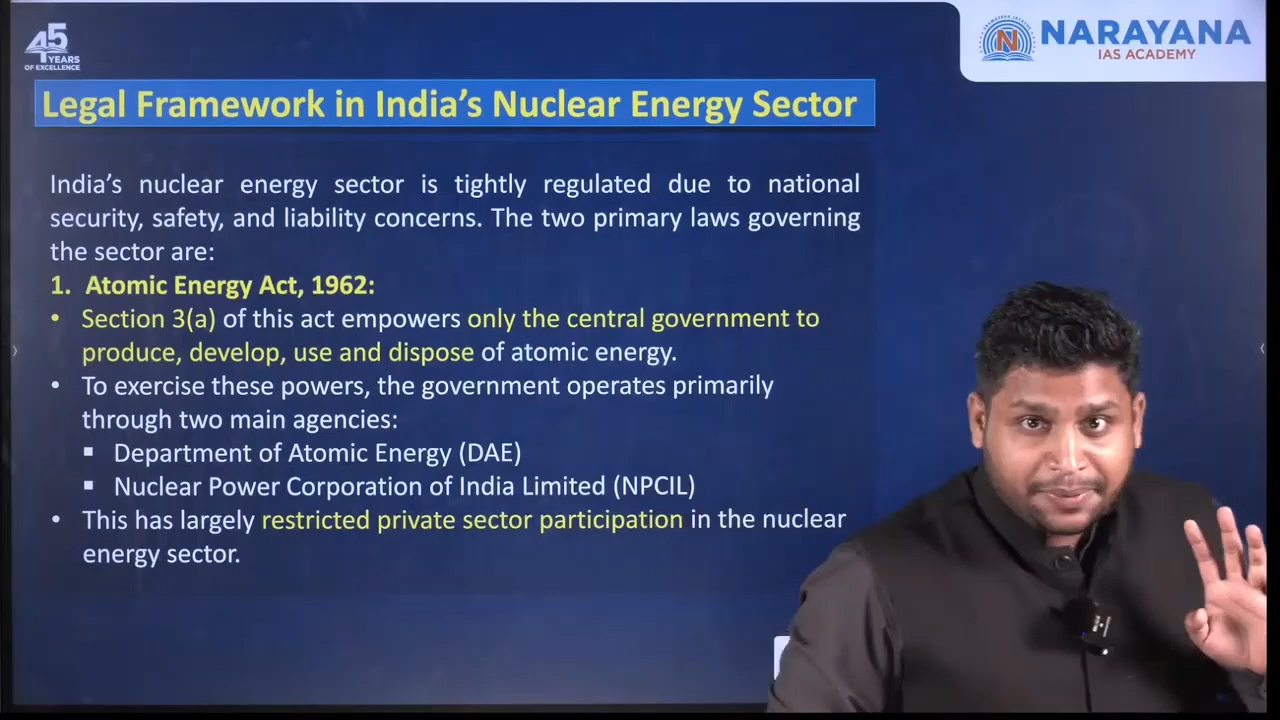 45
YEARS
OF EXCELLENCE
NARAYANA
IAS ACADEMY
Legal Framework in India's Nuclear Energy Sector
India's nuclear energy sector is tightly regulated due to national
security, safety, and liability concerns. The two primary laws governing
the sector are:
1. Atomic Energy Act, 1962:
• Section 3(a) of this act empowers only the central government to
produce, develop, use and dispose of atomic energy.
• To exercise these powers, the government operates primarily
through two main agencies:
▪ Department of Atomic Energy (DAE)
▪ Nuclear Power Corporation of India Limited (NPCIL)
• This has largely restricted private sector participation in the nuclear
energy sector.